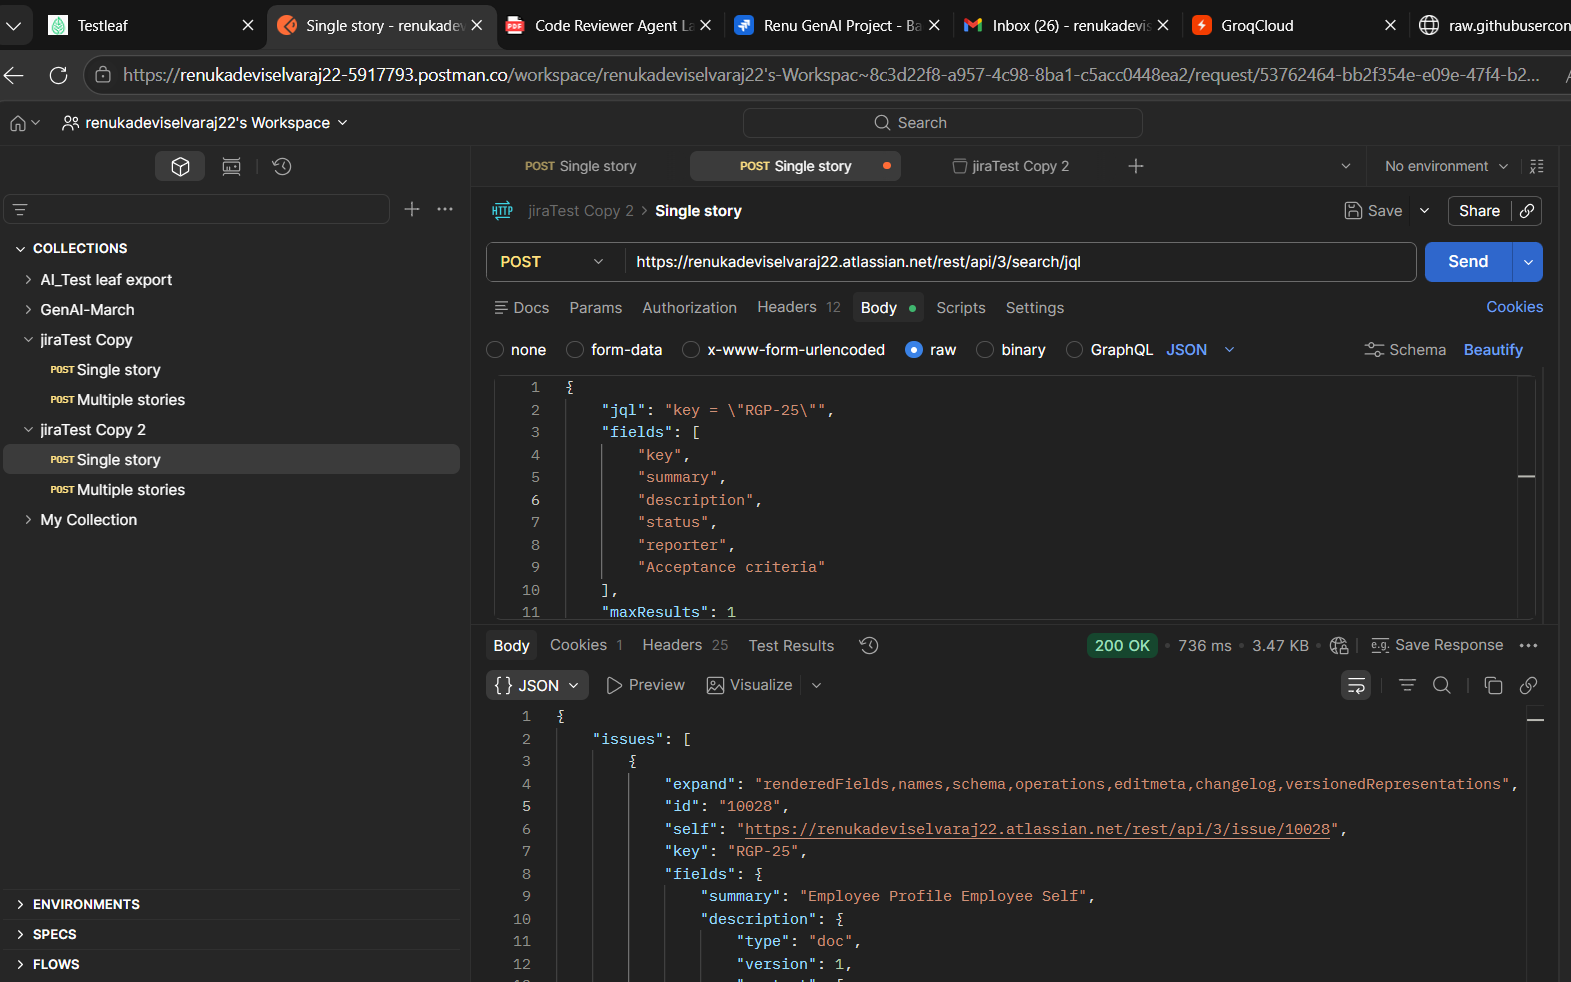 Testleaf
Single story - renukadev
Code Reviewer Agent La
Renu GenAI Project - Ba
Inbox (26) - renukadevis
GroqCloud
raw.githubusercon
https://renukadeviselvaraj22-5917793.postman.co/workspace/renukadeviselvaraj22's-Workspac~8c3d22f8-a957-4c98-8ba1-c5acc0448ea2/request/53762464-bb2f354e-e09e-47f4-b2...
renukadeviselvaraj22's Workspace
Search
POST Single story
POST Single story
jiraTest Copy 2
No environment
HTTP jiraTest Copy 2 > Single story
Save
Share
COLLECTIONS
AI_Test leaf export
GenAI-March
jiraTest Copy
POST Single story
POST Multiple stories
jiraTest Copy 2
POST Single story
POST Multiple stories
My Collection
ENVIRONMENTS
SPECS
FLOWS
POST
https://renukadeviselvaraj22.atlassian.net/rest/api/3/search/jql
Send
Docs Params Authorization Headers 12 Body Scripts Settings
Cookies
none form-data x-www-form-urlencoded raw binary GraphQL JSON
Schema Beautify
1 {
2 "jql": "key = \"RGP-25\"",
3 "fields": [
4 "key",
5 "summary",
6 "description",
7 "status",
8 "reporter",
9 "Acceptance criteria"
10 ],
11 "maxResults": 1
Body Cookies 1 Headers 25 Test Results
200 OK • 736 ms • 3.47 KB • e.g. Save Response
{} JSON Preview Visualize
1 {
2 "issues": [
3 {
4 "expand": "renderedFields,names,schema,operations,editmeta,changelog,versionedRepresentations",
5 "id": "10028",
6 "self": "https://renukadeviselvaraj22.atlassian.net/rest/api/3/issue/10028",
7 "key": "RGP-25",
8 "fields": {
9 "summary": "Employee Profile Employee Self",
10 "description": {
11 "type": "doc",
12 "version": 1,